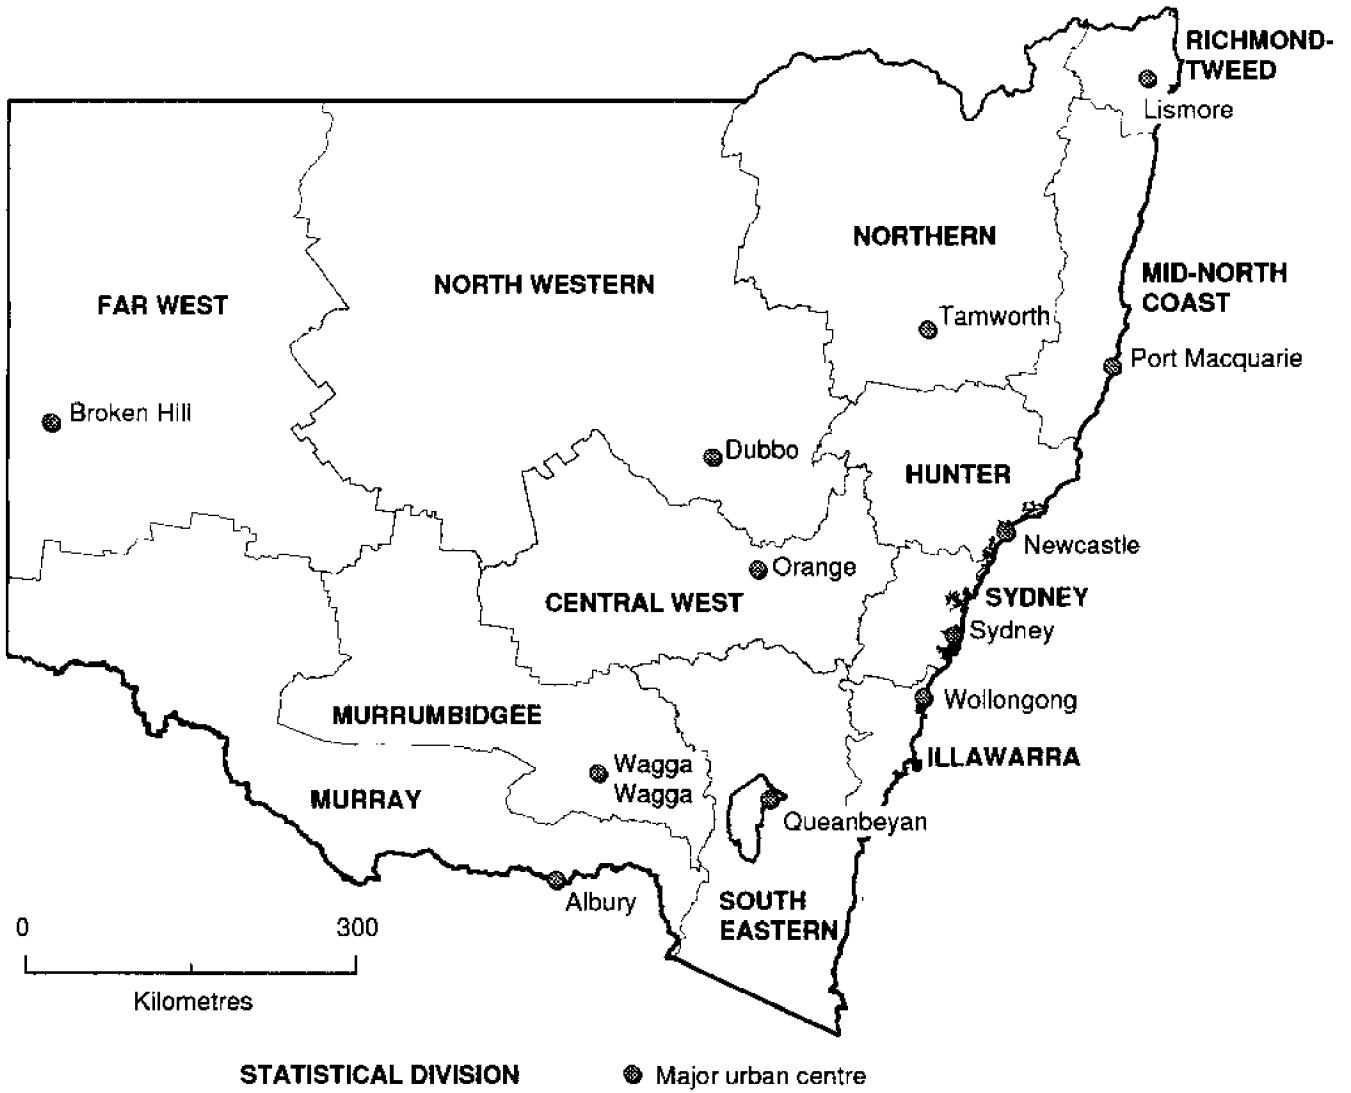 RICHMOND-
TWEED
Lismore
NORTHERN
MID-NORTH
COAST
NORTH WESTERN
FAR WEST
Tamworth
Port Macquarie
Broken Hill
Dubbo
HUNTER
Newcastle
Orange
CENTRAL WEST
SYDNEY
Sydney
Wollongong
MURRUMBIDGEE
ILLAWARRA
Wagga
Wagga
MURRAY
Queanbeyan
Albury
SOUTH
EASTERN
0 300
Kilometres
STATISTICAL DIVISION
Major urban centre